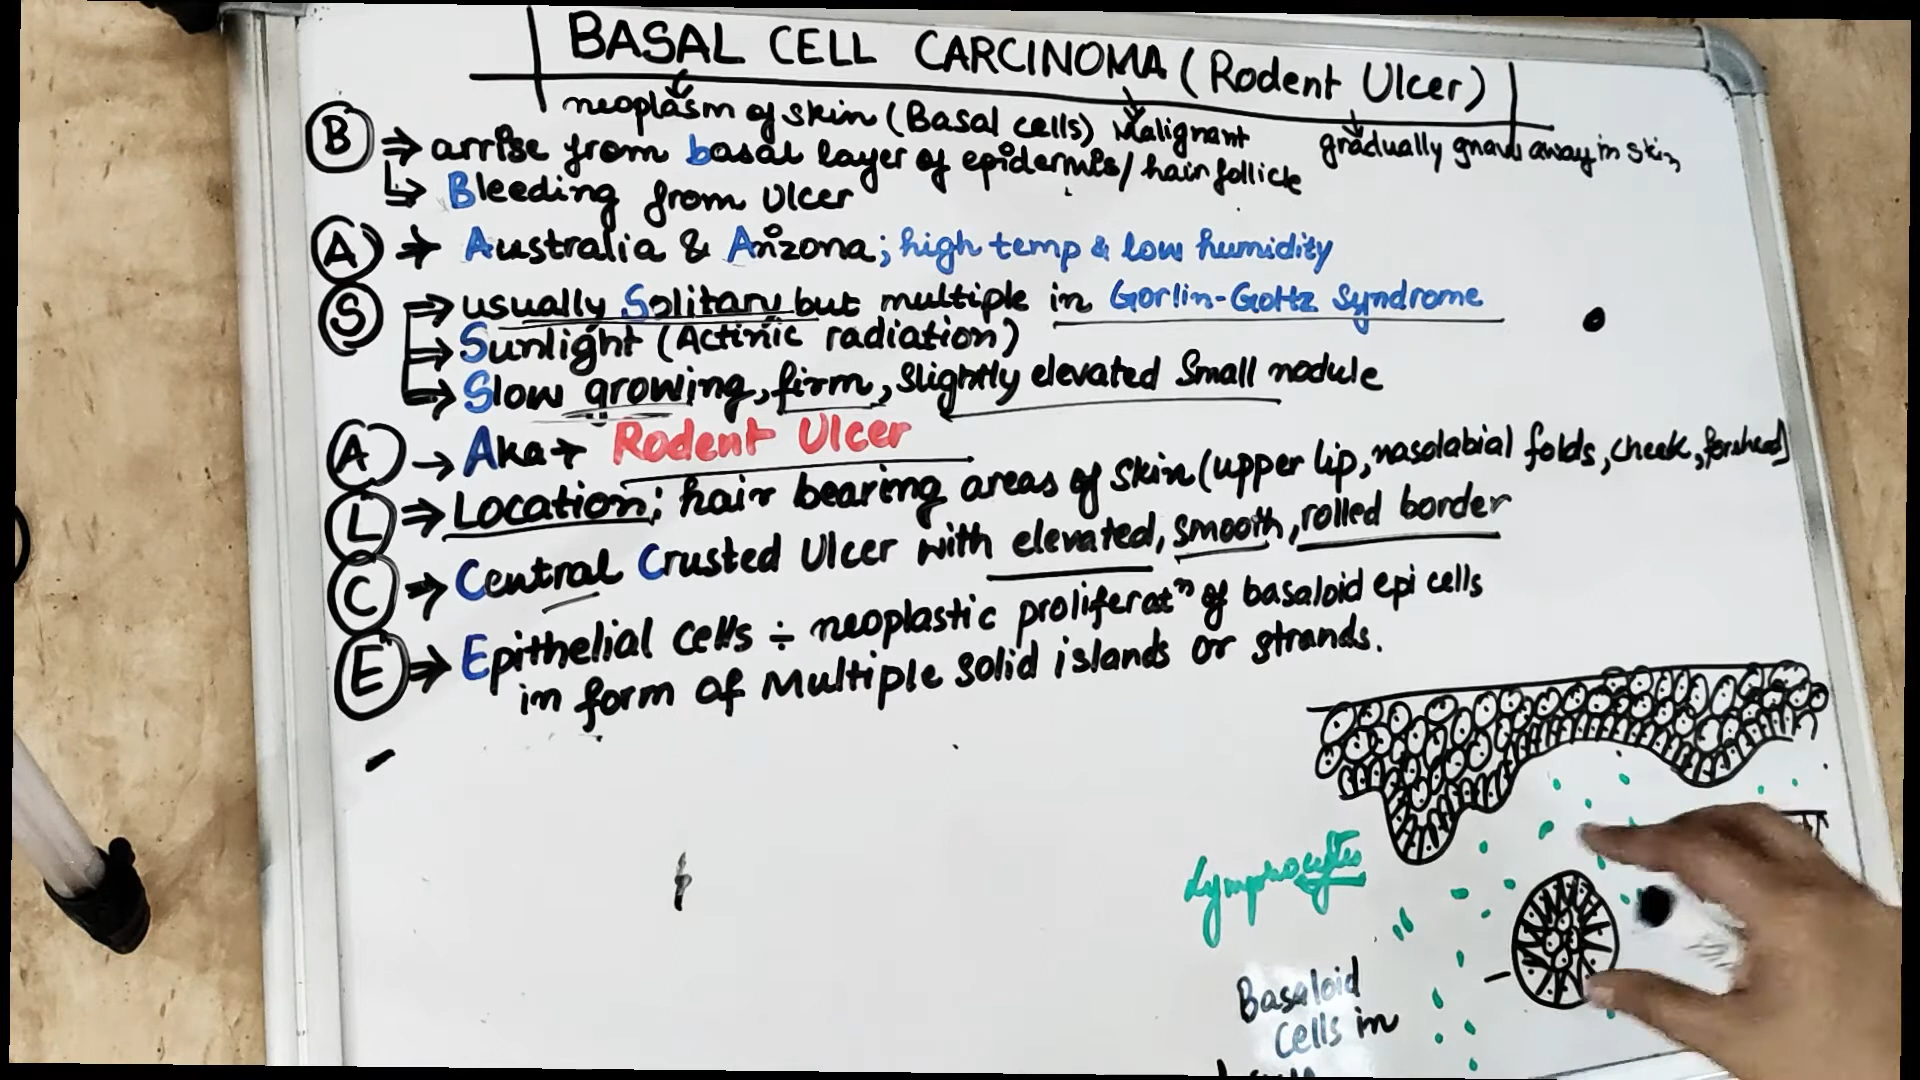 BASAL CELL CARCINOMA (Rodent Ulcer)
neoplasm of skin (Basal cells) Malignant gradually gnaw away in skin
B ⇒ arrise from basal layer of epidermis/hair follicle
↳ Bleeding from Ulcer
A → Australia & Arizona; high temp & low humidity
S ⇒ usually Solitary but multiple in Gorlin-Goltz Syndrome
⇒ Sunlight (Actinic radiation)
⇒ Slow growing, firm, slightly elevated Small nodule
A → Aka → Rodent Ulcer
L ⇒ Location: hair bearing areas of skin (upper lip, nasolabial folds, cheek, forehead)
C ⇒ Central Crusted Ulcer with elevated, smooth, rolled border
E ⇒ Epithelial cells ÷ neoplastic proliferatⁿ of basaloid epi cells
in form of Multiple solid islands or strands.
Lymphocytes
Basaloid
Cells in